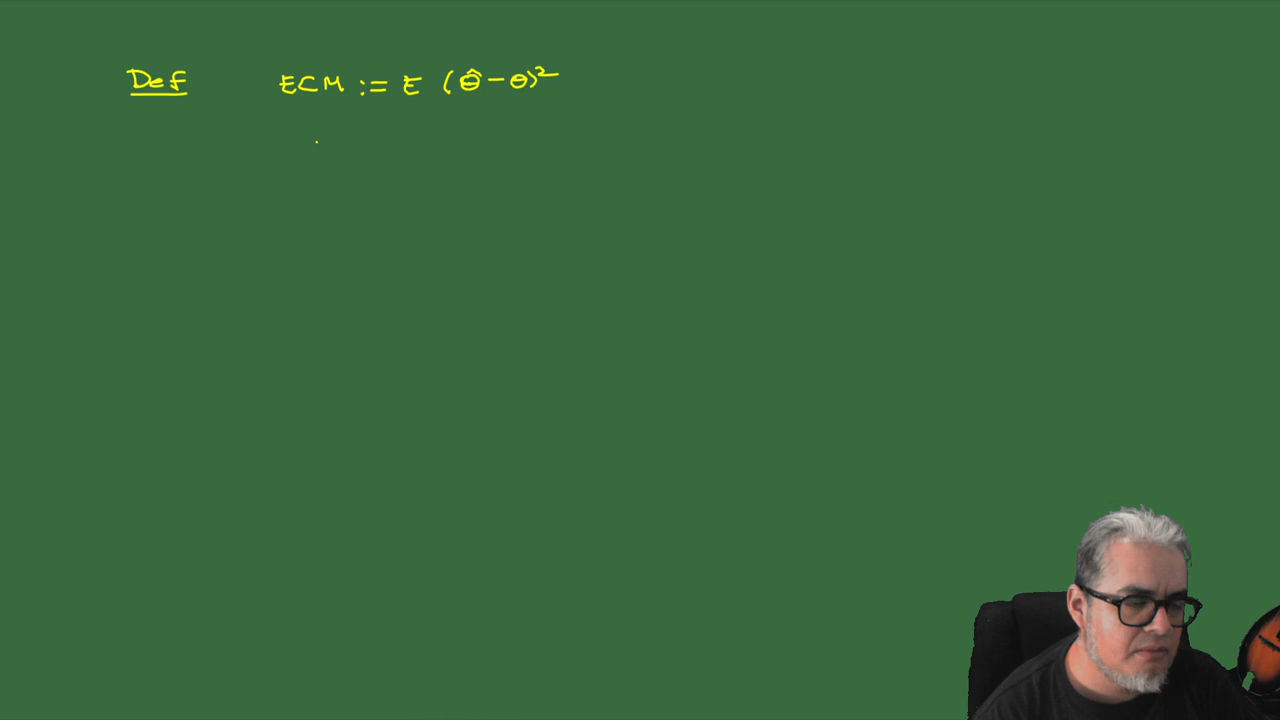 Def ECM := E (θ̂ - θ)²